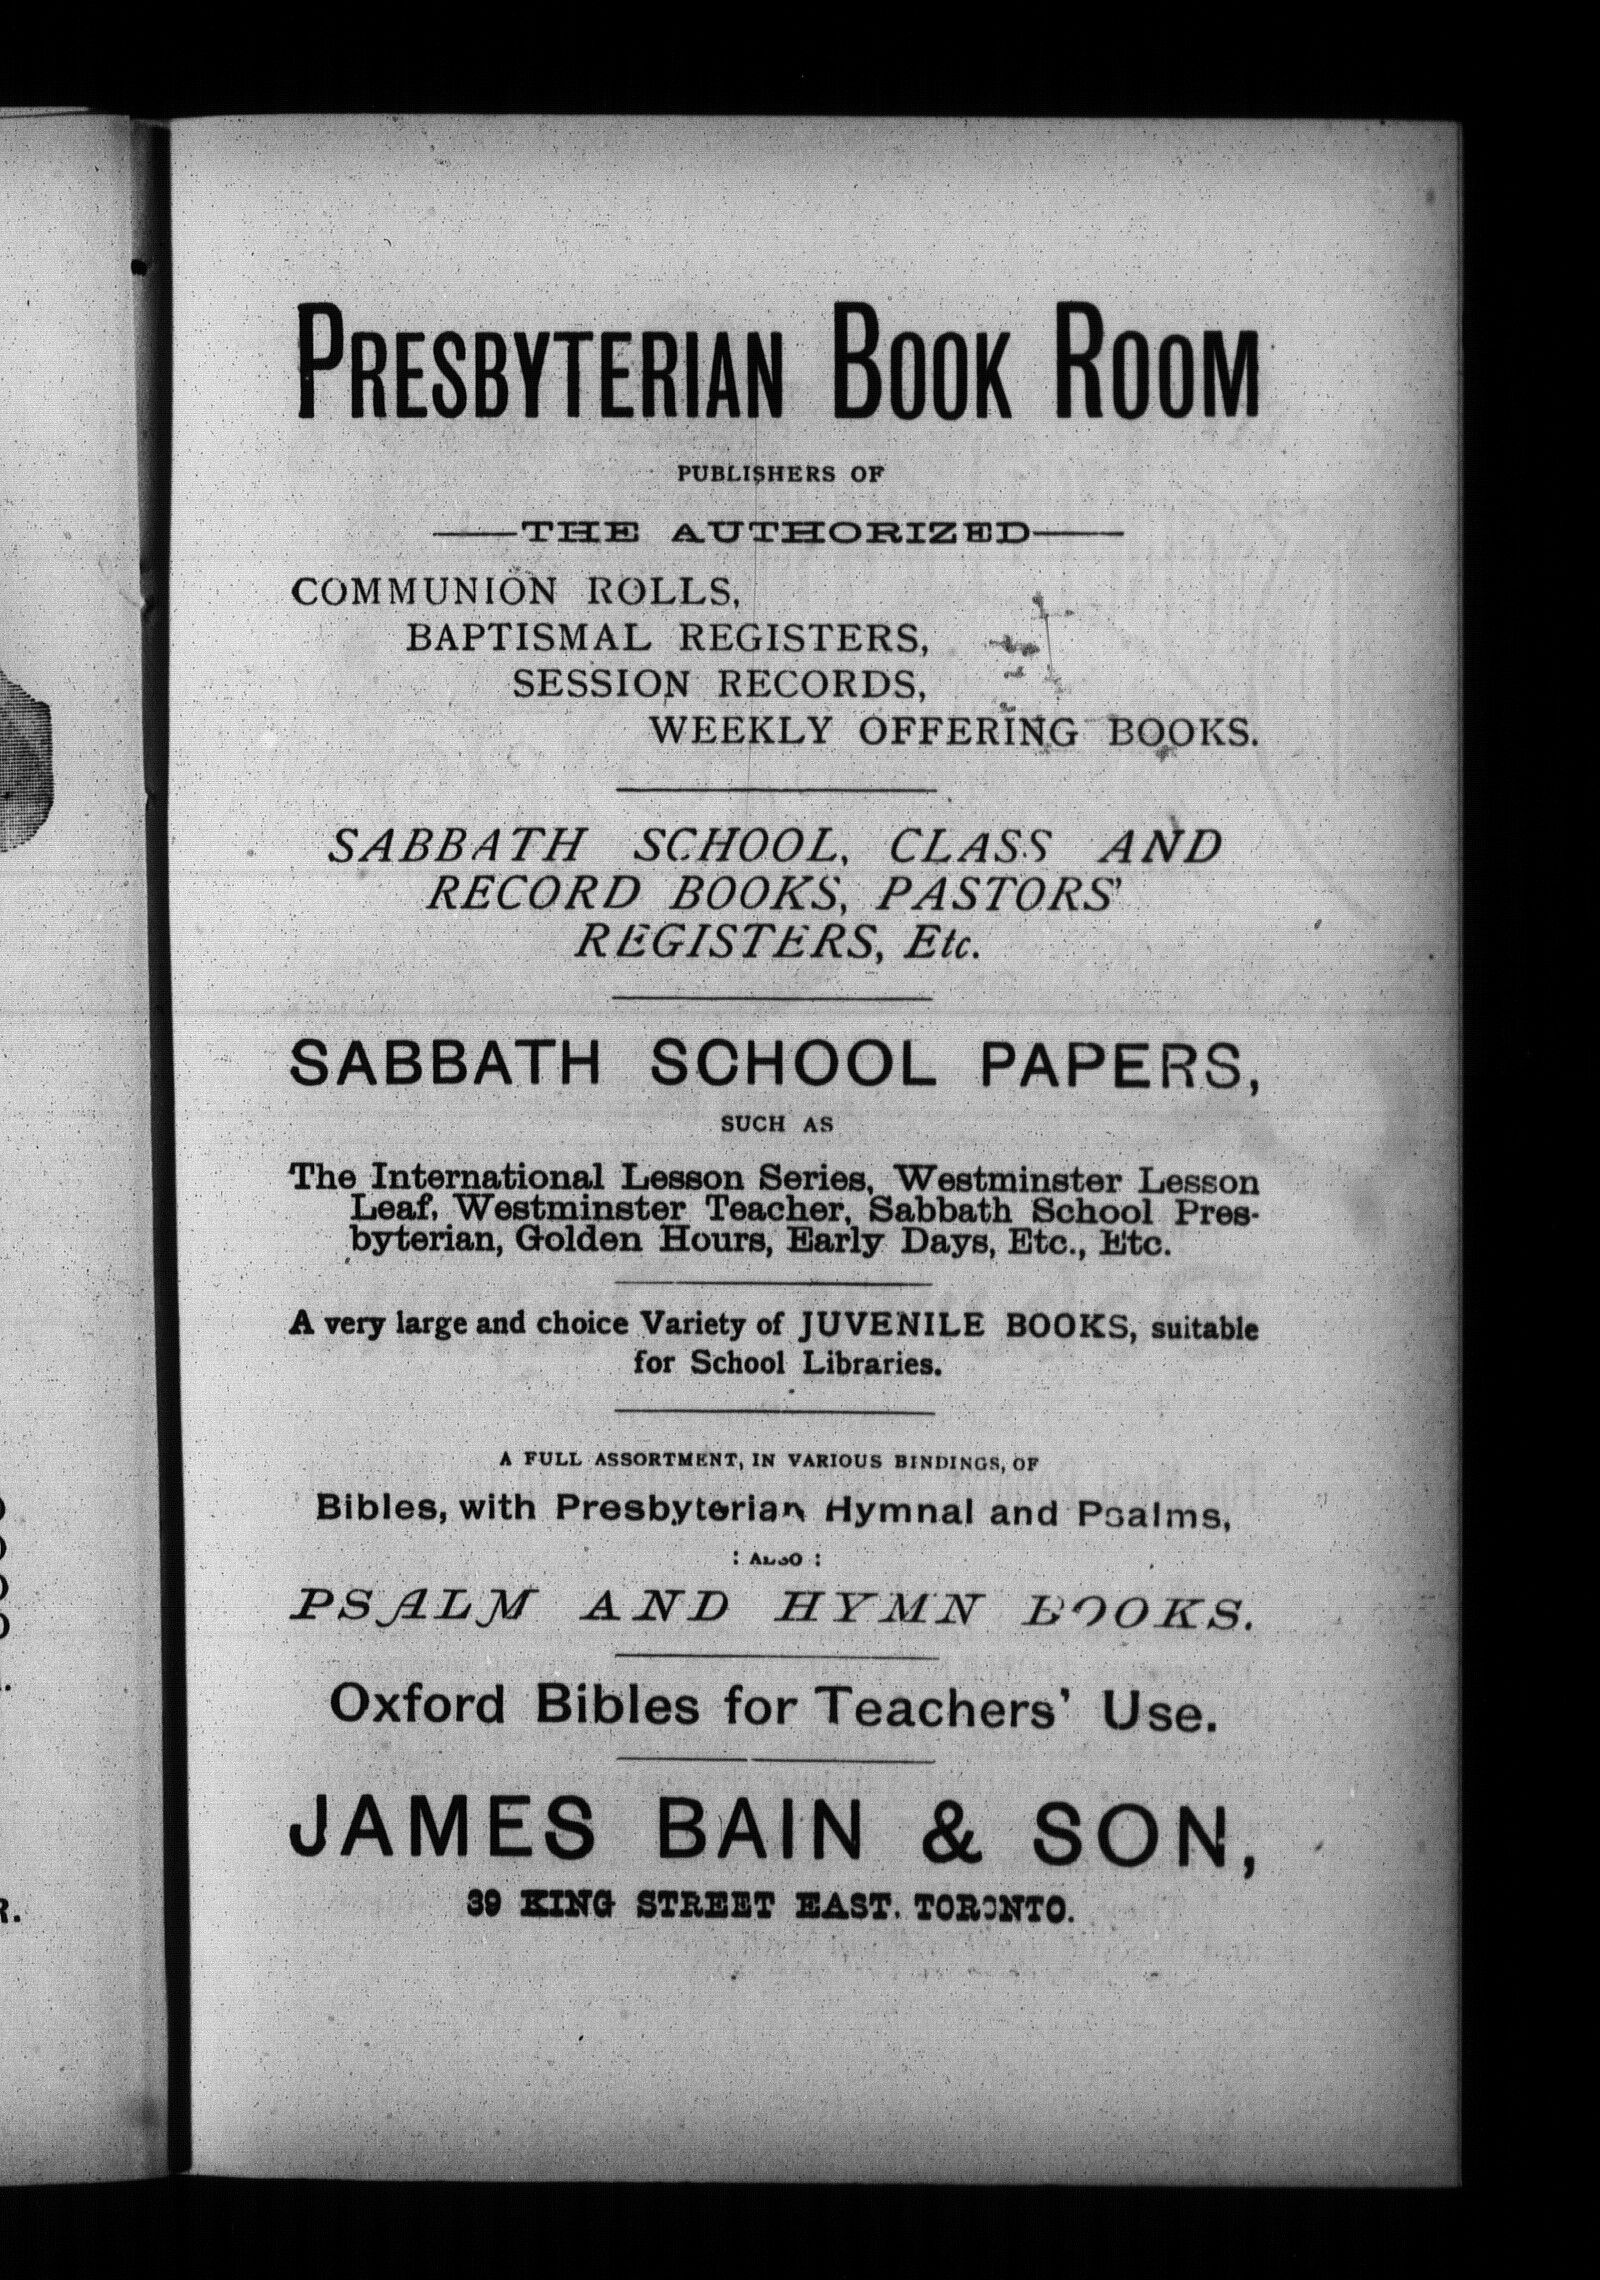 PRESBYTERIAN BOOK ROOM
PUBLISHERS OF
THE AUTHORIZED
COMMUNION ROLLS,
BAPTISMAL REGISTERS,
SESSION RECORDS,
WEEKLY OFFERING BOOKS.
SABBATH SCHOOL, CLASS AND
RECORD BOOKS, PASTORS'
REGISTERS, Etc.
SABBATH SCHOOL PAPERS,
SUCH AS
The International Lesson Series, Westminster Lesson
Leaf, Westminster Teacher, Sabbath School Pres-
byterian, Golden Hours, Early Days, Etc., Etc.
A very large and choice Variety of JUVENILE BOOKS, suitable
for School Libraries.
A FULL ASSORTMENT, IN VARIOUS BINDINGS, OF
Bibles, with Presbyterian Hymnal and Psalms,
: ALSO :
PSALM AND HYMN BOOKS.
Oxford Bibles for Teachers' Use.
JAMES BAIN & SON,
39 KING STREET EAST, TORONTO.